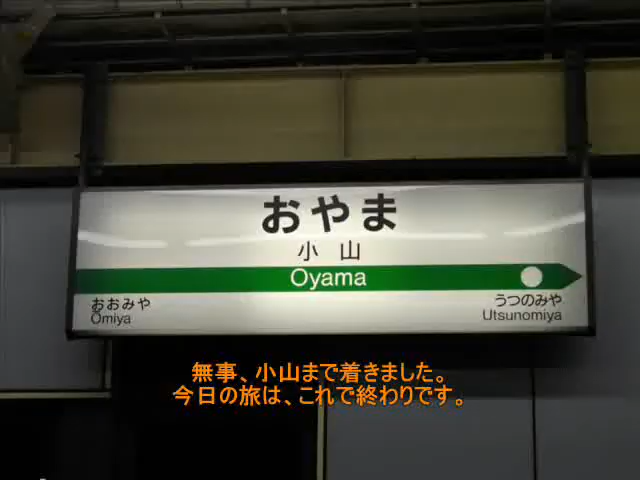 おやま
小山
Oyama
おおみや
Ōmiya
うつのみや
Utsunomiya
無事、小山まで着きました。
今日の旅は、これで終わりです。